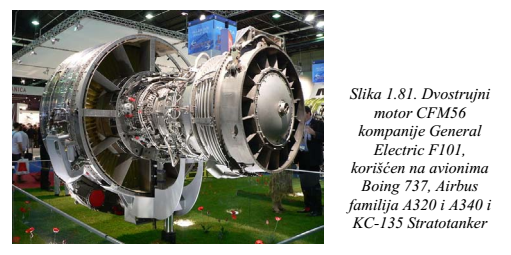 Slika 1.81. Dvostrujni
motor CFM56
kompanije General
Electric F101,
korišćen na avionima
Boing 737, Airbus
familija A320 i A340 i
KC-135 Stratotanker